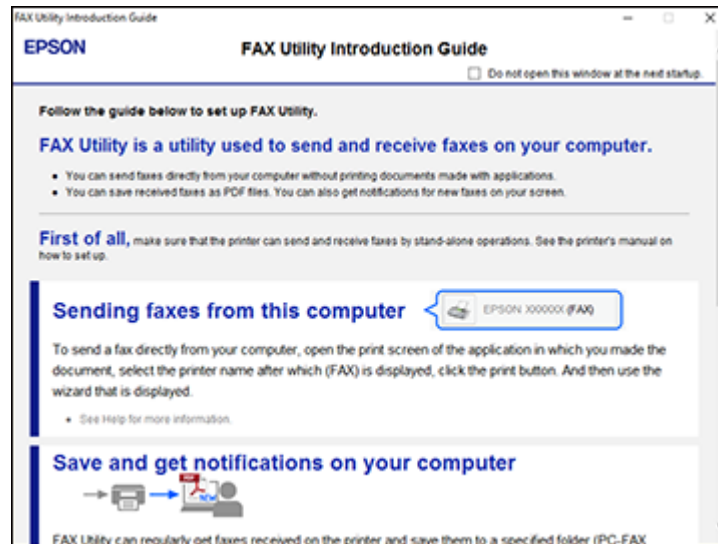 FAX Utility Introduction Guide
EPSON
FAX Utility Introduction Guide
Do not open this window at the next startup.
Follow the guide below to set up FAX Utility.
FAX Utility is a utility used to send and receive faxes on your computer.
• You can send faxes directly from your computer without printing documents made with applications.
• You can save received faxes as PDF files. You can also get notifications for new faxes on your screen.
First of all, make sure that the printer can send and receive faxes by stand-alone operations. See the printer's manual on
how to set up.
Sending faxes from this computer
EPSON XXXXXX (FAX)
To send a fax directly from your computer, open the print screen of the application in which you made the
document, select the printer name after which (FAX) is displayed, click the print button. And then use the
wizard that is displayed.
• See Help for more information.
Save and get notifications on your computer
PDF
NEW
FAX Utility can regularly get faxes received on the printer and save them to a specified folder (PC-FAX